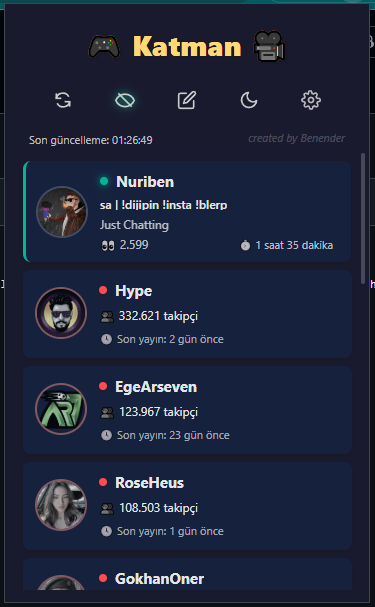 Katman
Son güncelleme: 01:26:49
created by Benender
Nuriben
sa | !dijipin !insta !blerp
Just Chatting
2.599
1 saat 35 dakika
Hype
332.621 takipçi
Son yayın: 2 gün önce
EgeArseven
123.967 takipçi
Son yayın: 23 gün önce
RoseHeus
108.503 takipçi
Son yayın: 1 gün önce
GokhanOner